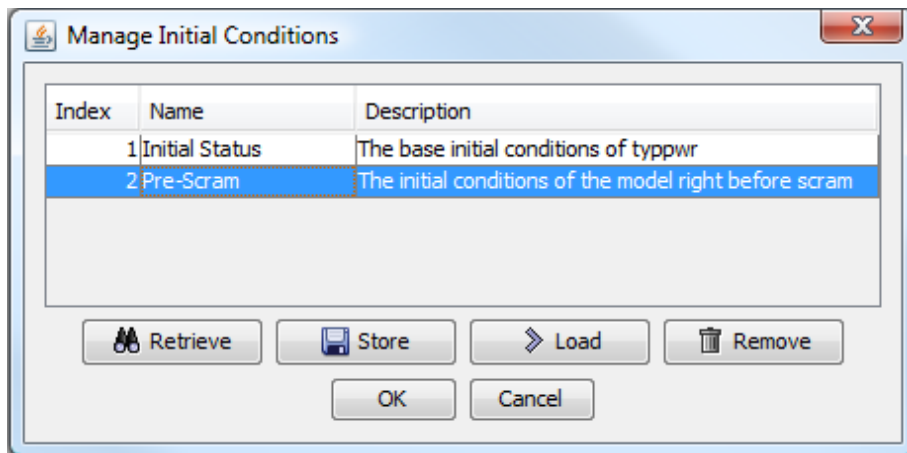 Manage Initial Conditions
Index Name Description
1 Initial Status The base initial conditions of typpwr
2 Pre-Scram The initial conditions of the model right before scram
Retrieve Store Load Remove
OK Cancel